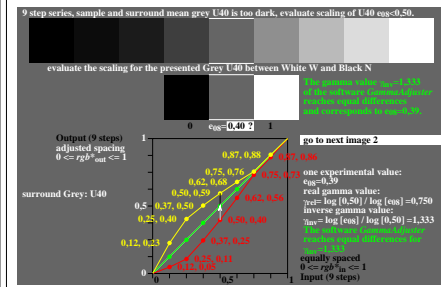 9 step series, sample and surround mean grey U40 is too dark, evaluate scaling of U40 e08<0,50.
evaluate the scaling for the presented Grey U40 between White W and Black N
0 e08=0,40 ? 1
The gamma value γinv=1,333
of the software GammaAdjuster
reaches equal differences
and corresponds to e08=0,39.
Output (9 steps)
adjusted spacing
0 <= rgb*out <= 1
surround Grey: U40
1
0,5
0
0,5
1
0,87, 0,88
0,75, 0,76
0,62, 0,68
0,50, 0,59
0,37, 0,50
0,25, 0,40
0,12, 0,23
0,87, 0,86
0,75, 0,73
0,62, 0,56
0,50, 0,40
0,37, 0,25
0,25, 0,11
0,12, 0,05
go to next image 2
one experimental value:
e08=0,39
real gamma value:
γrel= log [0,50] / log [e08] =0,750
inverse gamma value:
γinv= log [e08] / log [0,50] =1,333
The software GammaAdjuster
reaches equal differences for
γinv=1,333
equally spaced
0 <= rgb*in <= 1
Input (9 steps)